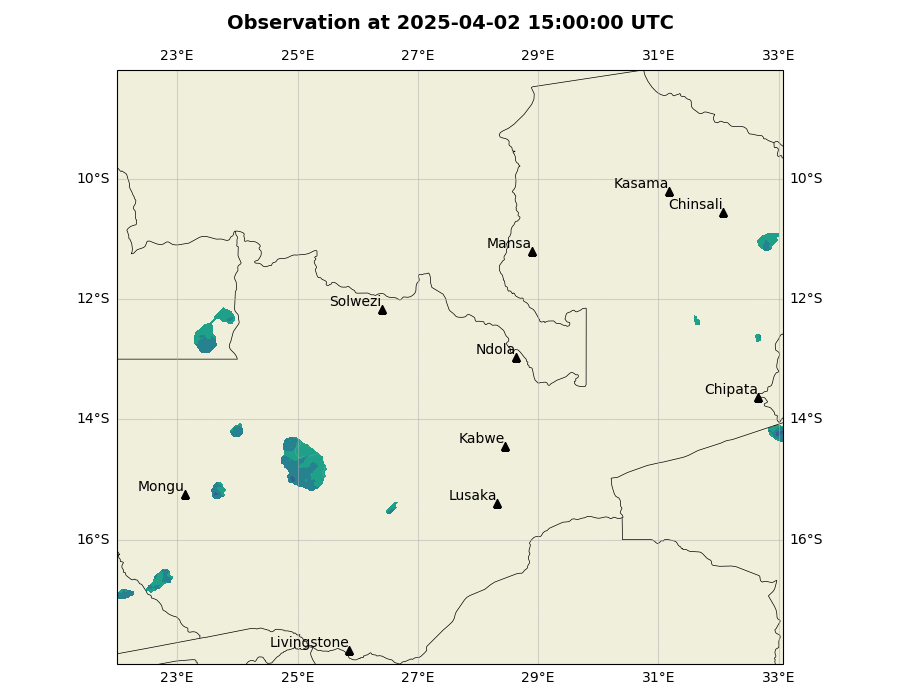 Observation at 2025-04-02 15:00:00 UTC
23°E 25°E 27°E 29°E 31°E 33°E
10°S 10°S
Kasama
Chinsali
Mansa
12°S 12°S
Solwezi
Ndola
Chipata
14°S 14°S
Kabwe
Mongu
Lusaka
16°S 16°S
Livingstone
23°E 25°E 27°E 29°E 31°E 33°E